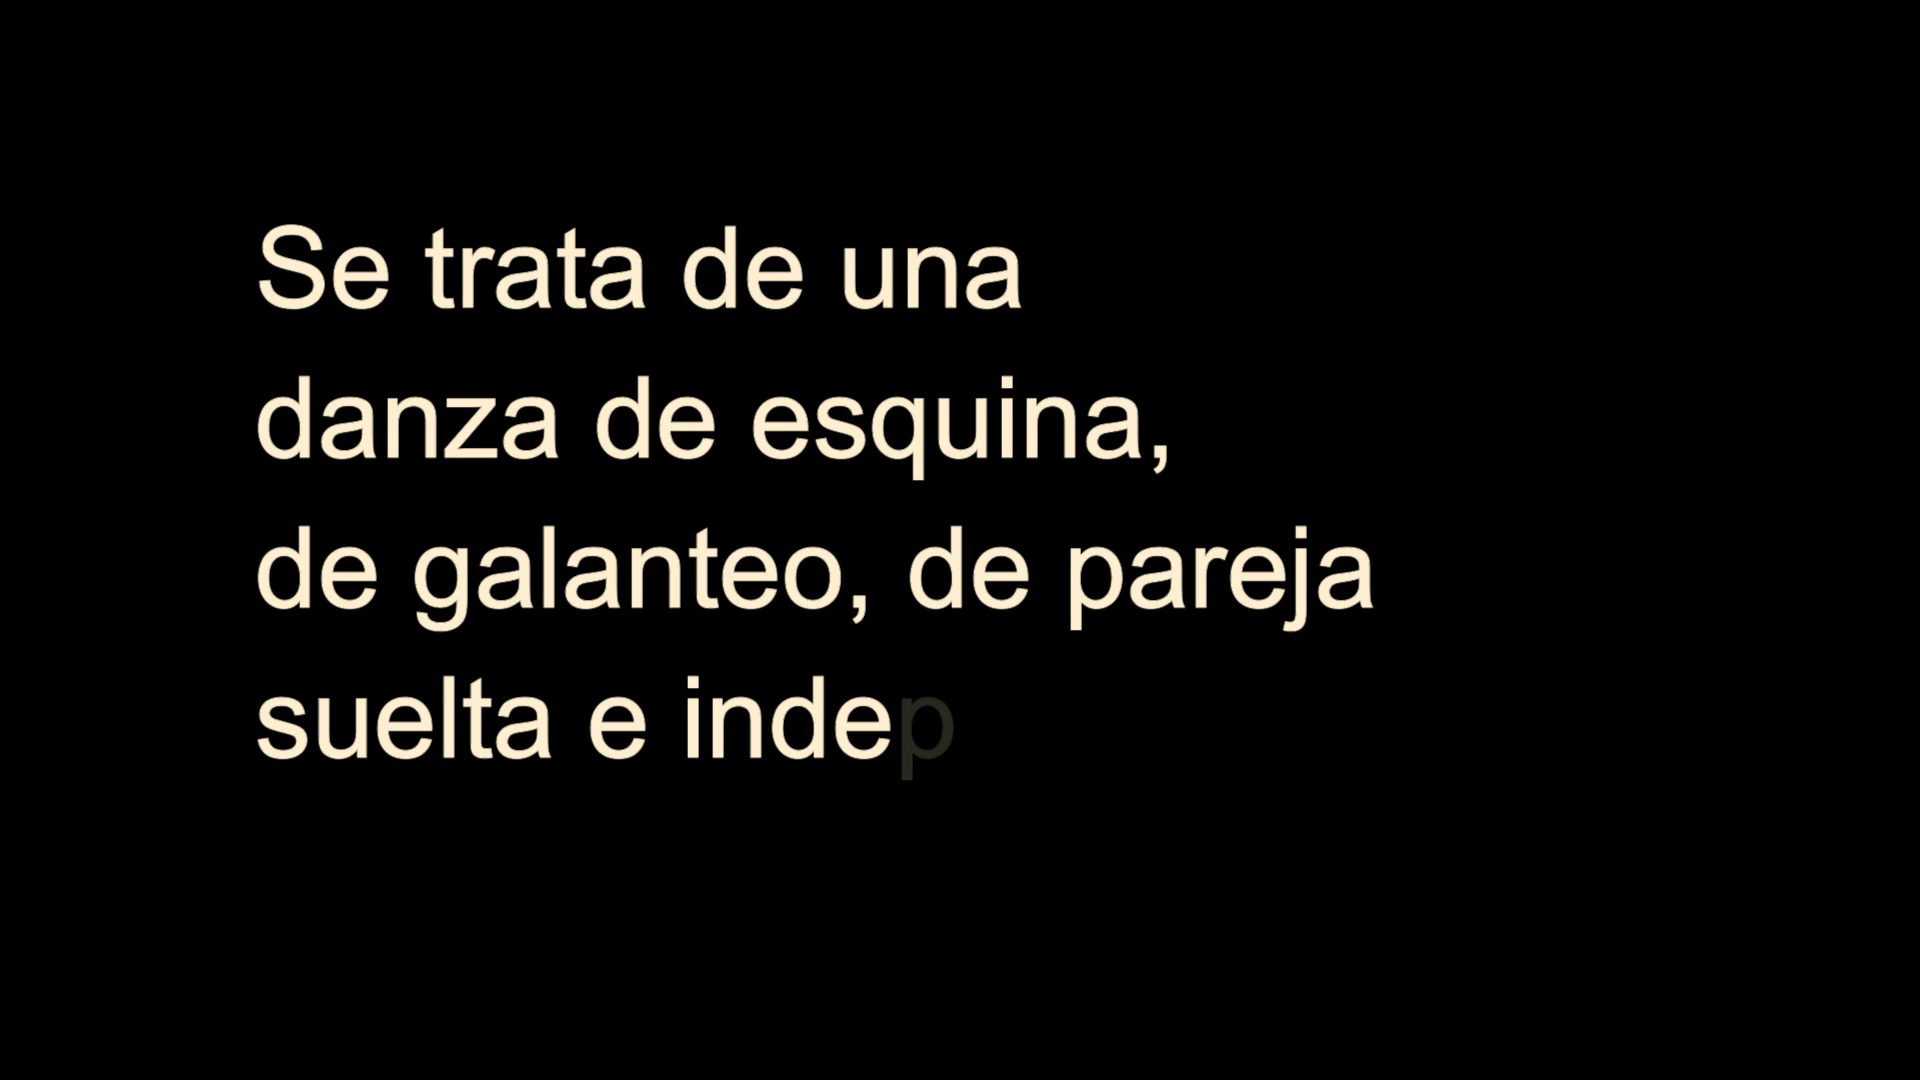 Se trata de una
danza de esquina,
de galanteo, de pareja
suelta e indep